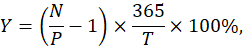 Y = (N/P − 1) × 365/T × 100%,